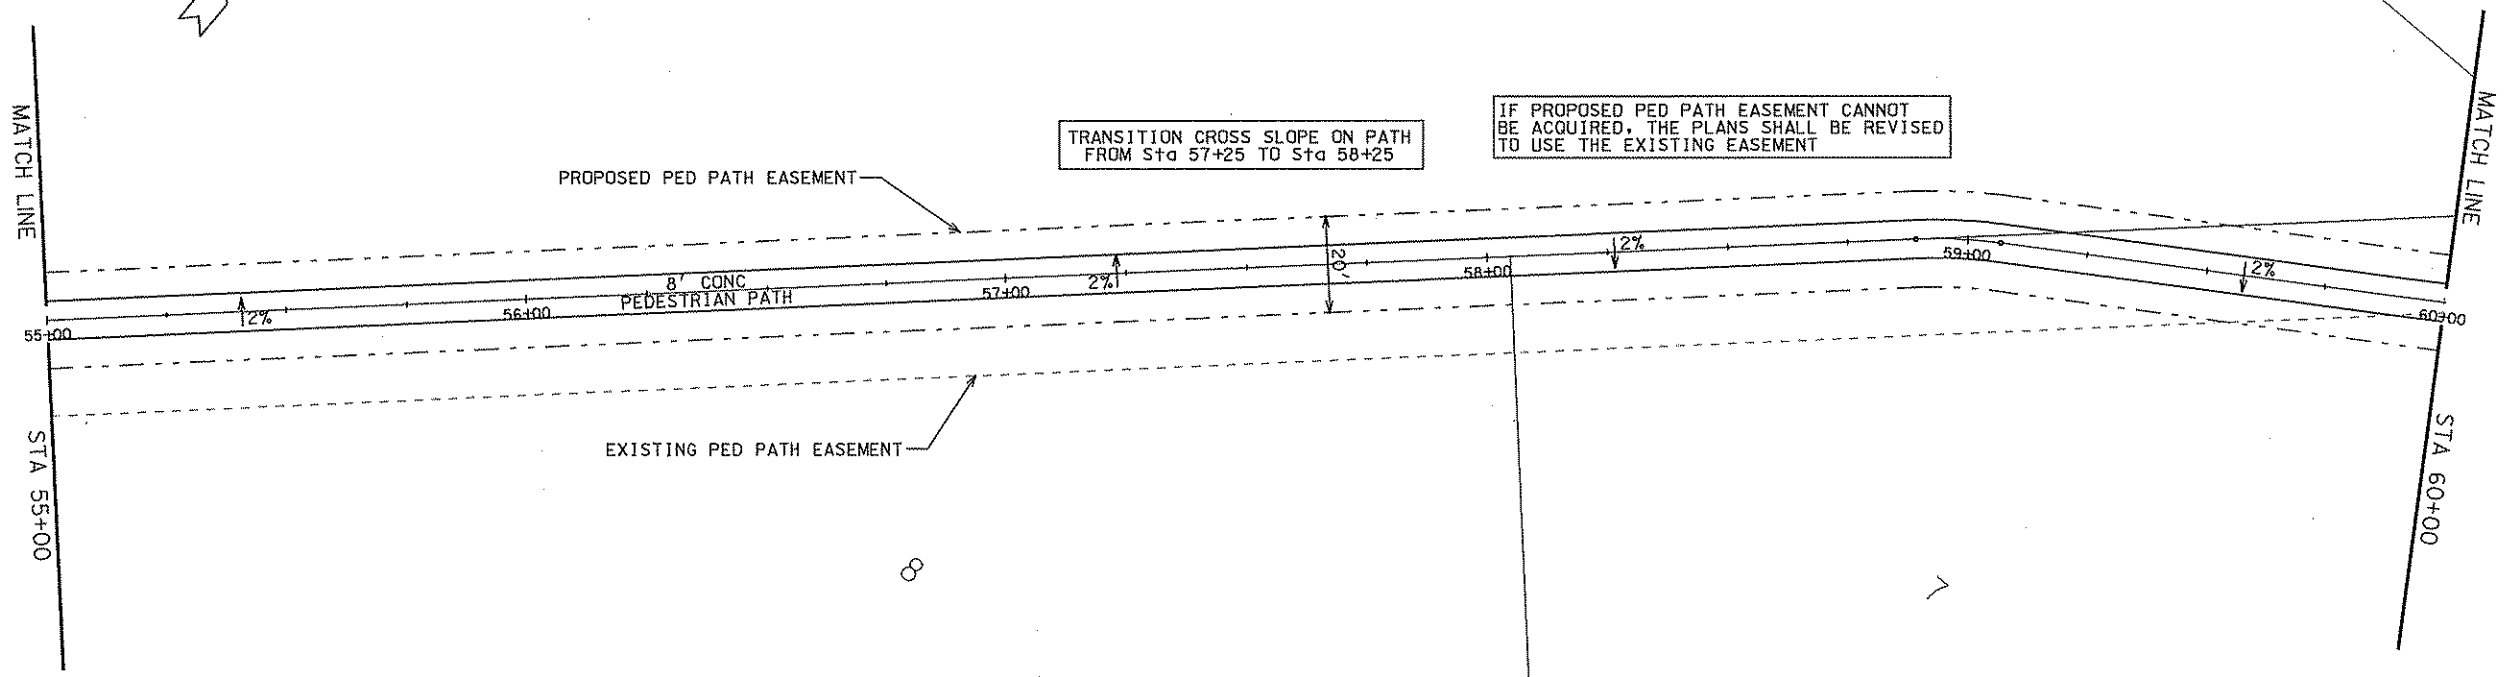 TRANSITION CROSS SLOPE ON PATH
FROM Sta 57+25 TO Sta 58+25
IF PROPOSED PED PATH EASEMENT CANNOT
BE ACQUIRED, THE PLANS SHALL BE REVISED
TO USE THE EXISTING EASEMENT
MATCH LINE
MATCH LINE
PROPOSED PED PATH EASEMENT
20'
2%
2%
2%
2%
8' CONC
PEDESTRIAN PATH
55+00
56+00
57+00
58+00
59+00
60+00
EXISTING PED PATH EASEMENT
STA 55+00
STA 60+00
8
7